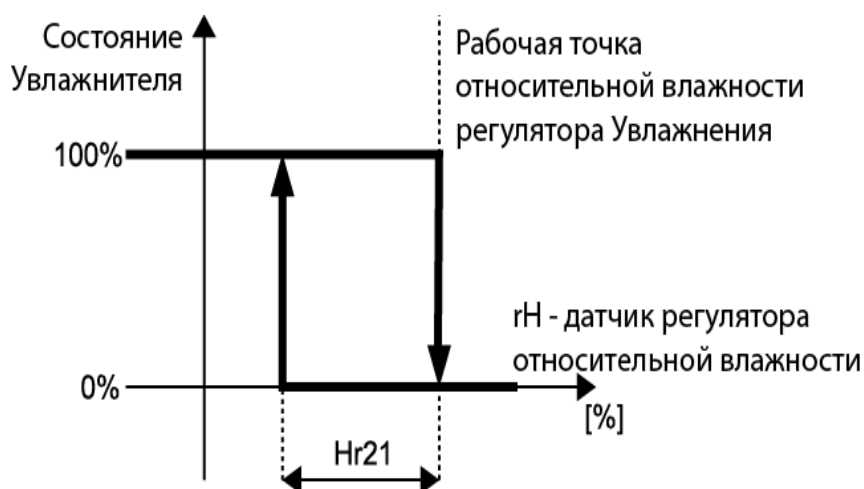 Состояние
Увлажнителя
Рабочая точка
относительной влажности
регулятора Увлажнения
100%
rH - датчик регулятора
относительной влажности
0%
[%]
Hr21